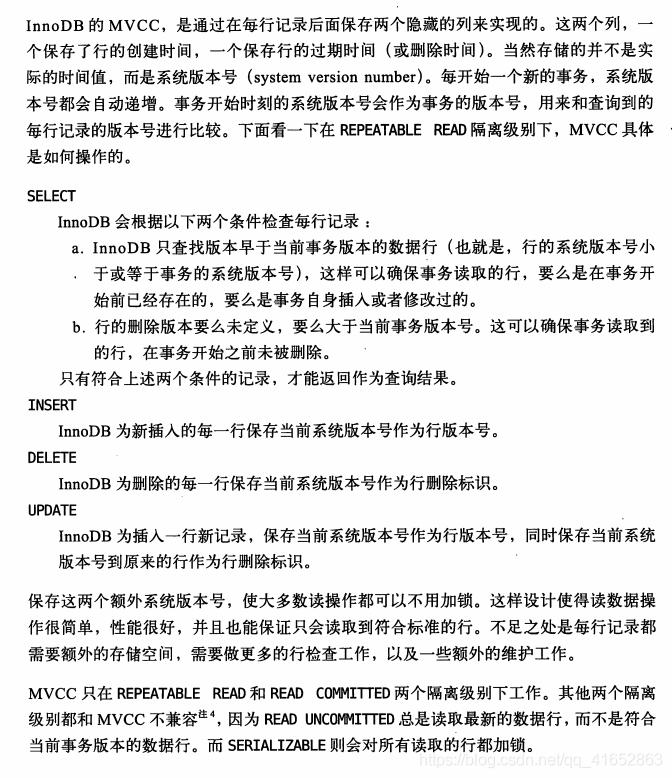 InnoDB 的 MVCC，是通过在每行记录后面保存两个隐藏的列来实现的。这两个列，一
个保存了行的创建时间，一个保存行的过期时间（或删除时间）。当然存储的并不是实
际的时间值，而是系统版本号（system version number）。每开始一个新的事务，系统版
本号都会自动递增。事务开始时刻的系统版本号会作为事务的版本号，用来和查询到的
每行记录的版本号进行比较。下面看一下在 REPEATABLE READ 隔离级别下，MVCC 具体
是如何操作的。
SELECT
InnoDB 会根据以下两个条件检查每行记录：
a. InnoDB 只查找版本早于当前事务版本的数据行（也就是，行的系统版本号小
于或等于事务的系统版本号），这样可以确保事务读取的行，要么是在事务开
始前已经存在的，要么是事务自身插入或者修改过的。
b. 行的删除版本要么未定义，要么大于当前事务版本号。这可以确保事务读取到
的行，在事务开始之前未被删除。
只有符合上述两个条件的记录，才能返回作为查询结果。
INSERT
InnoDB 为新插入的每一行保存当前系统版本号作为行版本号。
DELETE
InnoDB 为删除的每一行保存当前系统版本号作为行删除标识。
UPDATE
InnoDB 为插入一行新记录，保存当前系统版本号作为行版本号，同时保存当前系统
版本号到原来的行作为行删除标识。
保存这两个额外系统版本号，使大多数读操作都可以不用加锁。这样设计使得读数据操
作很简单，性能很好，并且也能保证只会读取到符合标准的行。不足之处是每行记录都
需要额外的存储空间，需要做更多的行检查工作，以及一些额外的维护工作。
MVCC 只在 REPEATABLE READ 和 READ COMMITTED 两个隔离级别下工作。其他两个隔离
级别都和 MVCC 不兼容注4，因为 READ UNCOMMITTED 总是读取最新的数据行，而不是符合
当前事务版本的数据行。而 SERIALIZABLE 则会对所有读取的行都加锁。
https://blog.csdn.net/qq_41652863